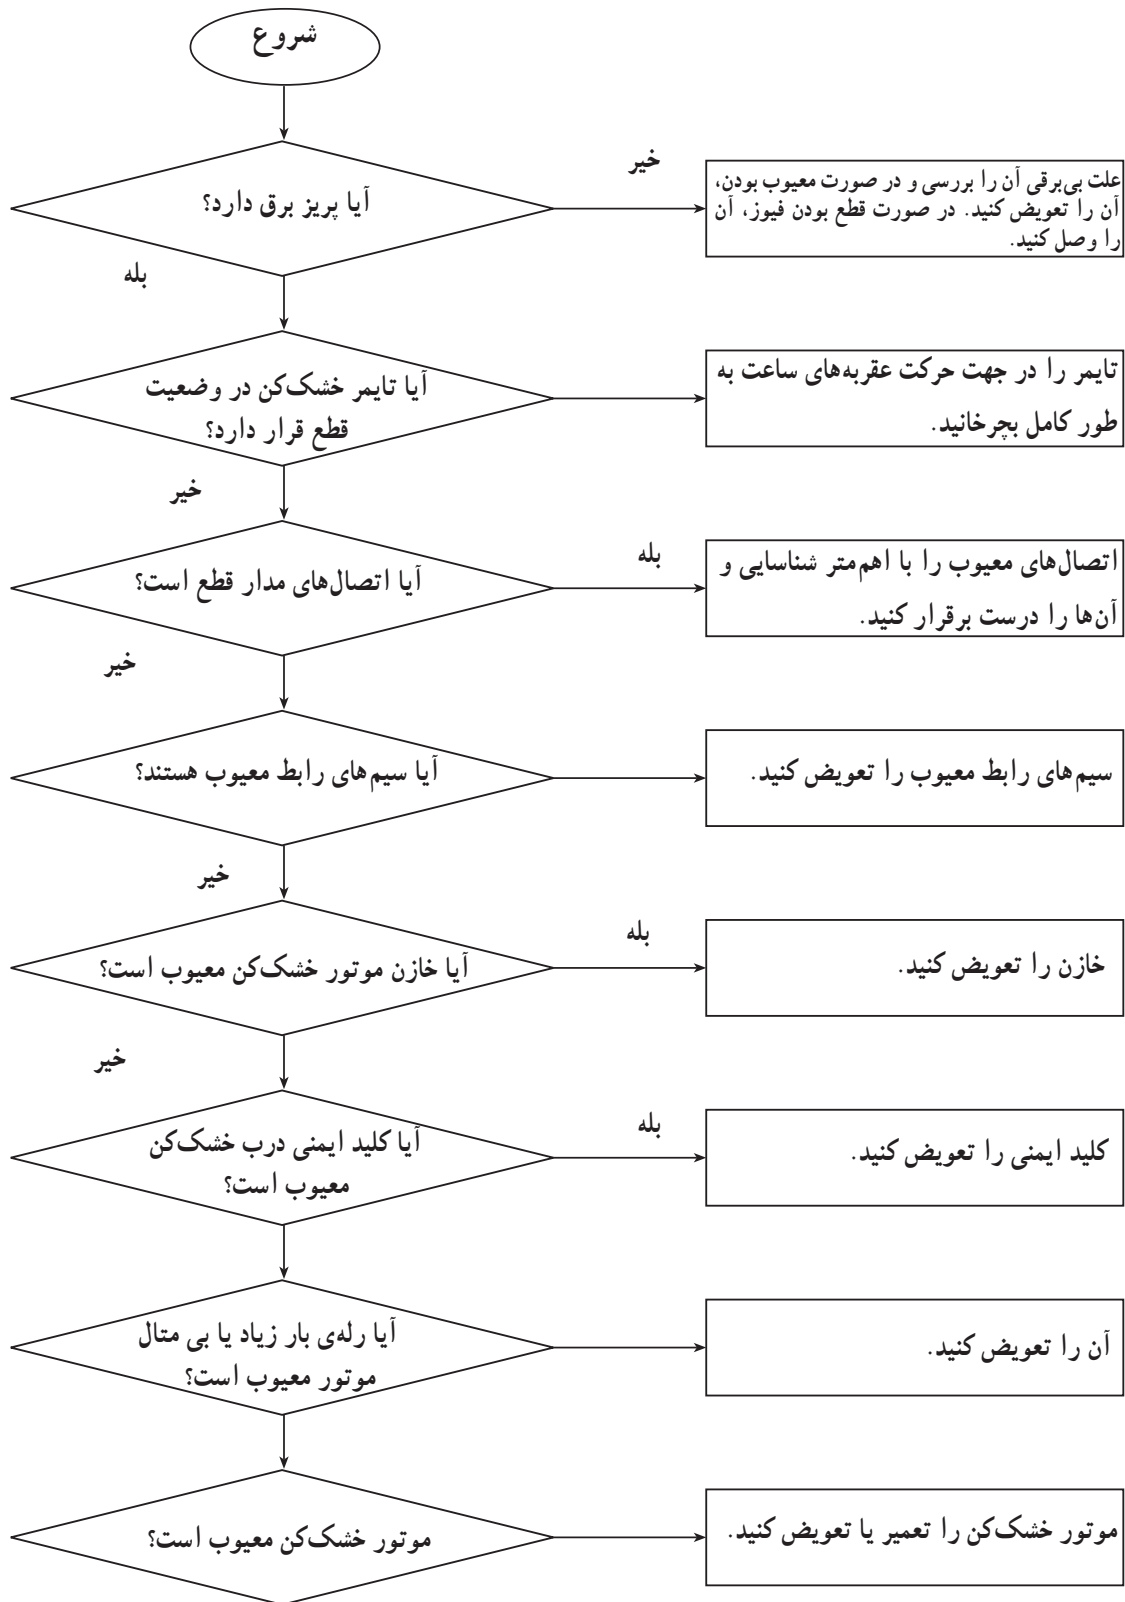 شروع
آیا پریز برق دارد؟
خیر
علت بی‌برقی آن را بررسی و در صورت معیوب بودن،
آن را تعویض کنید. در صورت قطع بودن فیوز، آن
را وصل کنید.
بله
آیا تایمر خشک‌کن در وضعیت
قطع قرار دارد؟
تایمر را در جهت حرکت عقربه‌های ساعت به
طور کامل بچرخانید.
خیر
آیا اتصال‌های مدار قطع است؟
بله
اتصال‌های معیوب را با اهم‌متر شناسایی و
آن‌ها را درست برقرار کنید.
خیر
آیا سیم‌های رابط معیوب هستند؟
سیم‌های رابط معیوب را تعویض کنید.
خیر
آیا خازن موتور خشک‌کن معیوب است؟
بله
خازن را تعویض کنید.
خیر
آیا کلید ایمنی درب خشک‌کن
معیوب است؟
بله
کلید ایمنی را تعویض کنید.
آیا رله‌ی بار زیاد یا بی متال
موتور معیوب است؟
آن را تعویض کنید.
موتور خشک‌کن معیوب است؟
موتور خشک‌کن را تعمیر یا تعویض کنید.